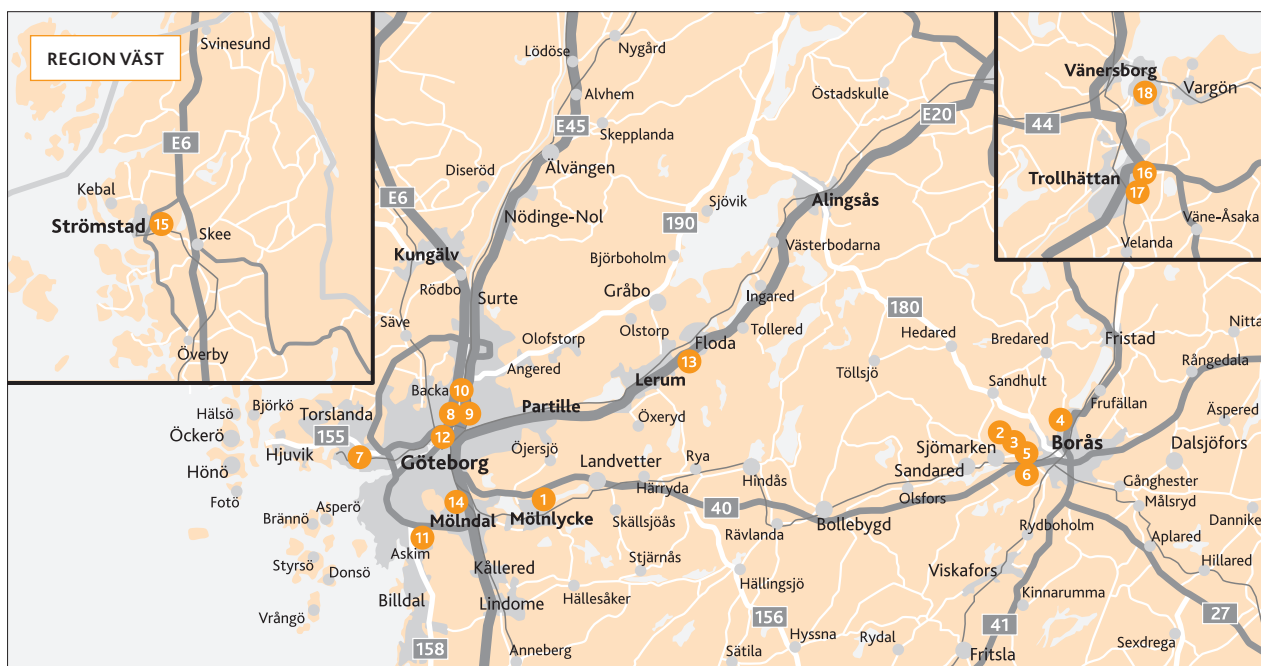 REGION VÄST
Svinesund
E6
Kebal
Strömstad
15
Skee
Överby
Lödöse
Nygård
Alvhem
E45
Skepplanda
Östadskulle
E20
Diseröd
Älvängen
E6
Nödinge-Nol
Sjövik
190
Alingsås
Kungälv
Björboholm
Västerbodarna
Rödbo
Surte
Gråbo
Ingared
180
Säve
Olofstorp
Olstorp
Tollered
Hedared
Bredared
Fristad
Nitta
Floda
13
Angered
Lerum
Töllsjö
Rångedala
Backa
10
Sandhult
Frufällan
Hälsö
Björkö
Torslanda
8
9
Partille
Öxeryd
4
Äspered
Öckerö
155
12
Öjersjö
2
3
5
Sjömarken
Borås
Dalsjöfors
Hjuvik
7
Göteborg
Landvetter
Rya
Hönö
Sandared
6
Härryda
Hindås
Gånghester
Fotö
Asperö
14
1
Olsfors
Målsryd
Brännö
Mölndal
Mölnlycke
Skällsjöås
40
Bollebygd
Dannike
11
Askim
Rävlanda
Rydboholm
Aplared
Styrsö
Donsö
Kållered
Stjärnås
Hällingsjö
Viskafors
Hillared
Vrångö
Billdal
Lindome
Hällesåker
Kinnarumma
156
41
27
158
Anneberg
Sätila
Hyssna
Rydal
Fritsla
Sexdrega
Vänersborg
18
Vargön
44
Trollhättan
16
17
Väne-Åsaka
Velanda